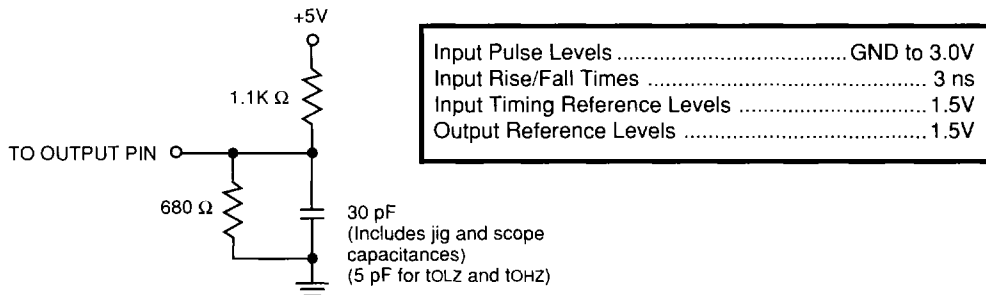 +5V
1.1K Ω
TO OUTPUT PIN
680 Ω
30 pF
(Includes jig and scope
capacitances)
(5 pF for tOLZ and tOHZ)
Input Pulse Levels ................................ GND to 3.0V
Input Rise/Fall Times ........................................ 3 ns
Input Timing Reference Levels ........................... 1.5V
Output Reference Levels ................................... 1.5V